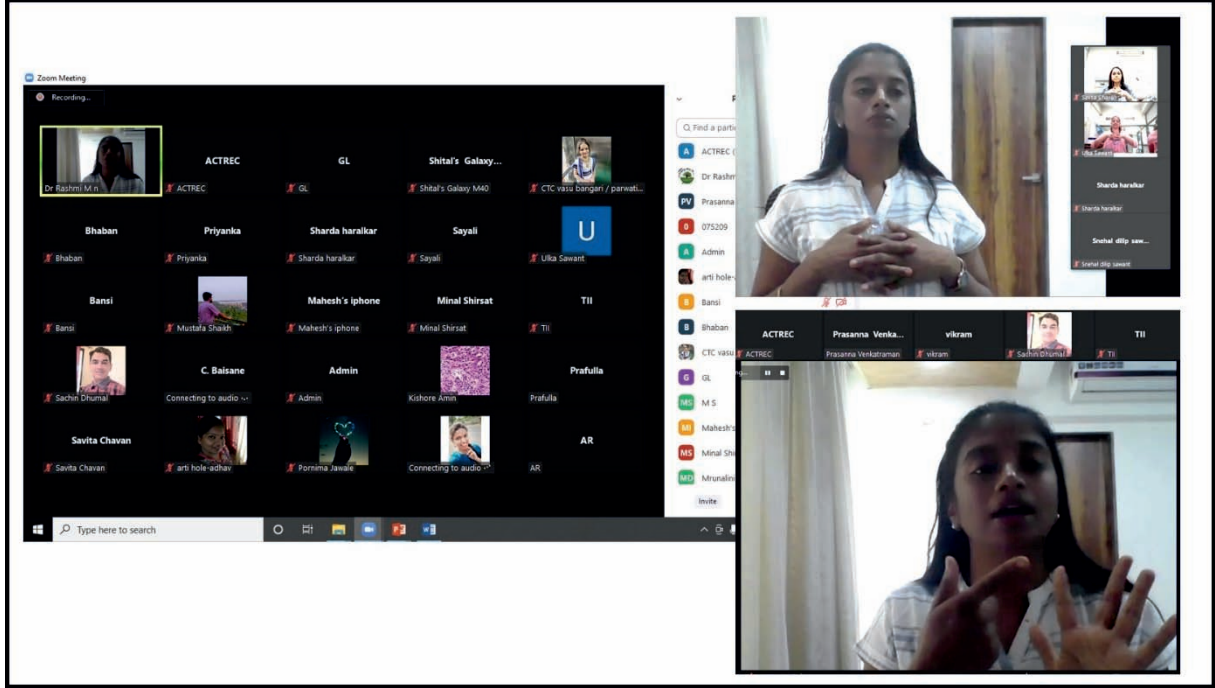 Zoom Meeting
Recording...
Dr Rashmi M n
ACTREC
ACTREC
GL
GL
Shital's Galaxy...
Shital's Galaxy M40
CTC vasu bangari / parwati...
Bhaban
Bhaban
Priyanka
Priyanka
Sharda haralkar
Sharda haralkar
Sayali
Sayali
U
Ulka Sawant
Bansi
Bansi
Mustafa Shaikh
Mahesh's iphone
Mahesh's iphone
Minal Shirsat
Minal Shirsat
TII
TII
Sachin Dhumal
C. Baisane
Connecting to audio
Admin
Admin
Kishore Amin
Prafulla
Prafulla
Savita Chavan
Savita Chavan
arti hole-adhav
Pornima Jawale
Connecting to audio
AR
AR
Type here to search
Find a parti
A ACTREC (
Dr Rashm
PV Prasanna
0 075209
A Admin
arti hole-
B Bansi
B Bhaban
CTC vasu
G GL
MS M S
MI Mahesh's
MS Minal Shi
MD Mrunalini
Invite
Savita Chavan
Ulka Sawant
Sharda haralkar
Sharda haralkar
Snehal dilip saw...
Snehal dilip sawant
ACTREC
ACTREC
Prasanna Venka...
Prasanna Venkatraman
vikram
vikram
Sachin Dhumal
TII
TII